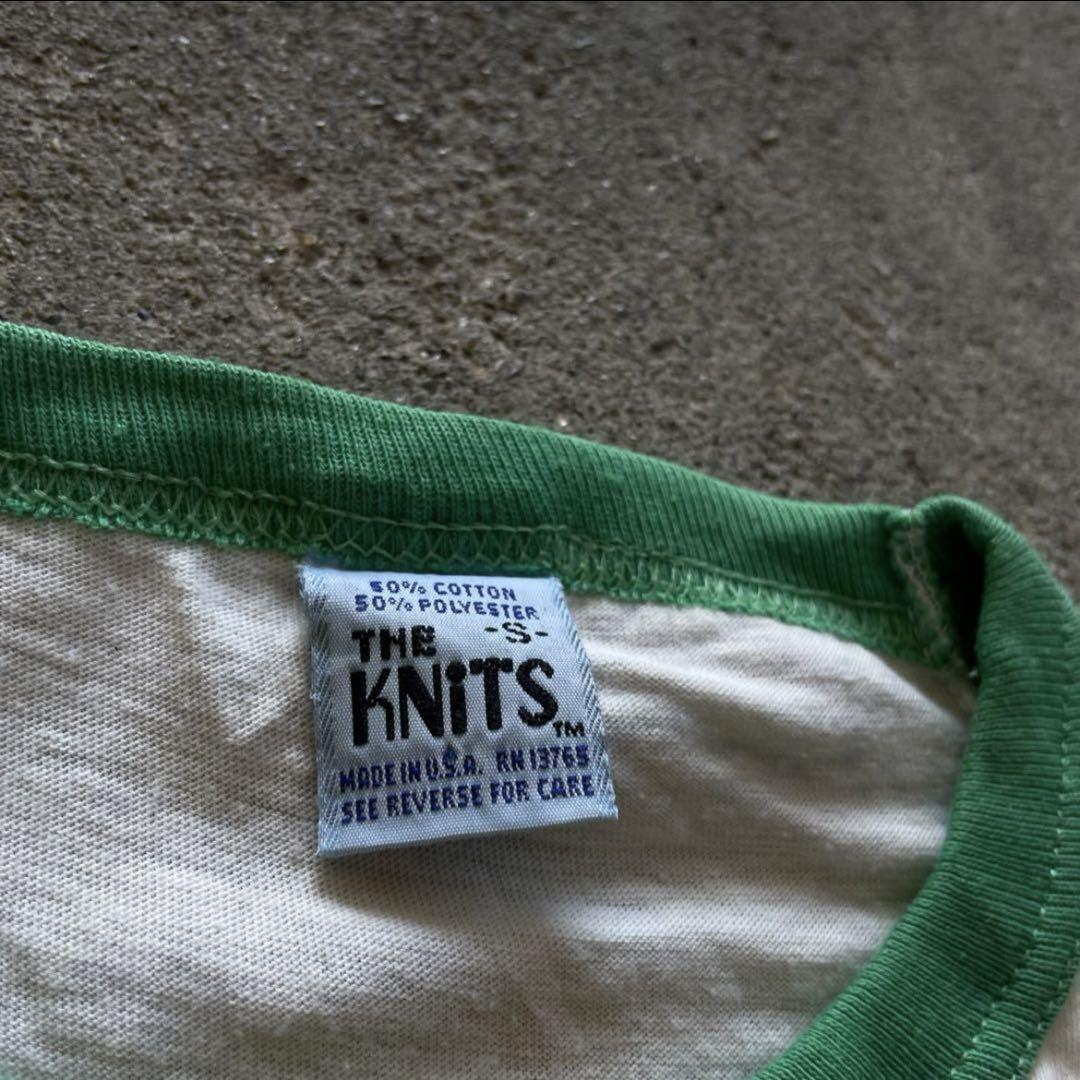 50% COTTON
50% POLYESTER
THE -S-
KNiTS TM
MADE IN U.S.A. RN 13765
SEE REVERSE FOR CARE